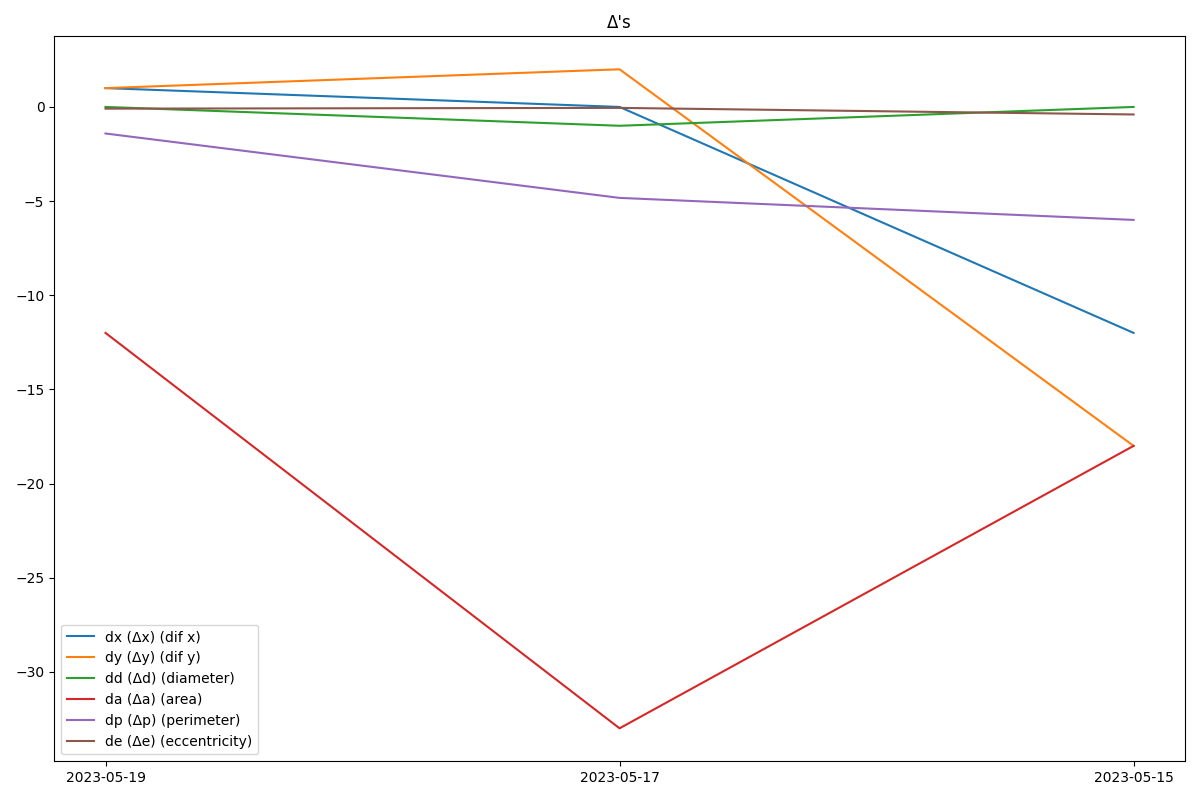 Δ's
0
−5
−10
−15
−20
−25
−30
dx (Δx) (dif x)
dy (Δy) (dif y)
dd (Δd) (diameter)
da (Δa) (area)
dp (Δp) (perimeter)
de (Δe) (eccentricity)
2023-05-19 2023-05-17 2023-05-15